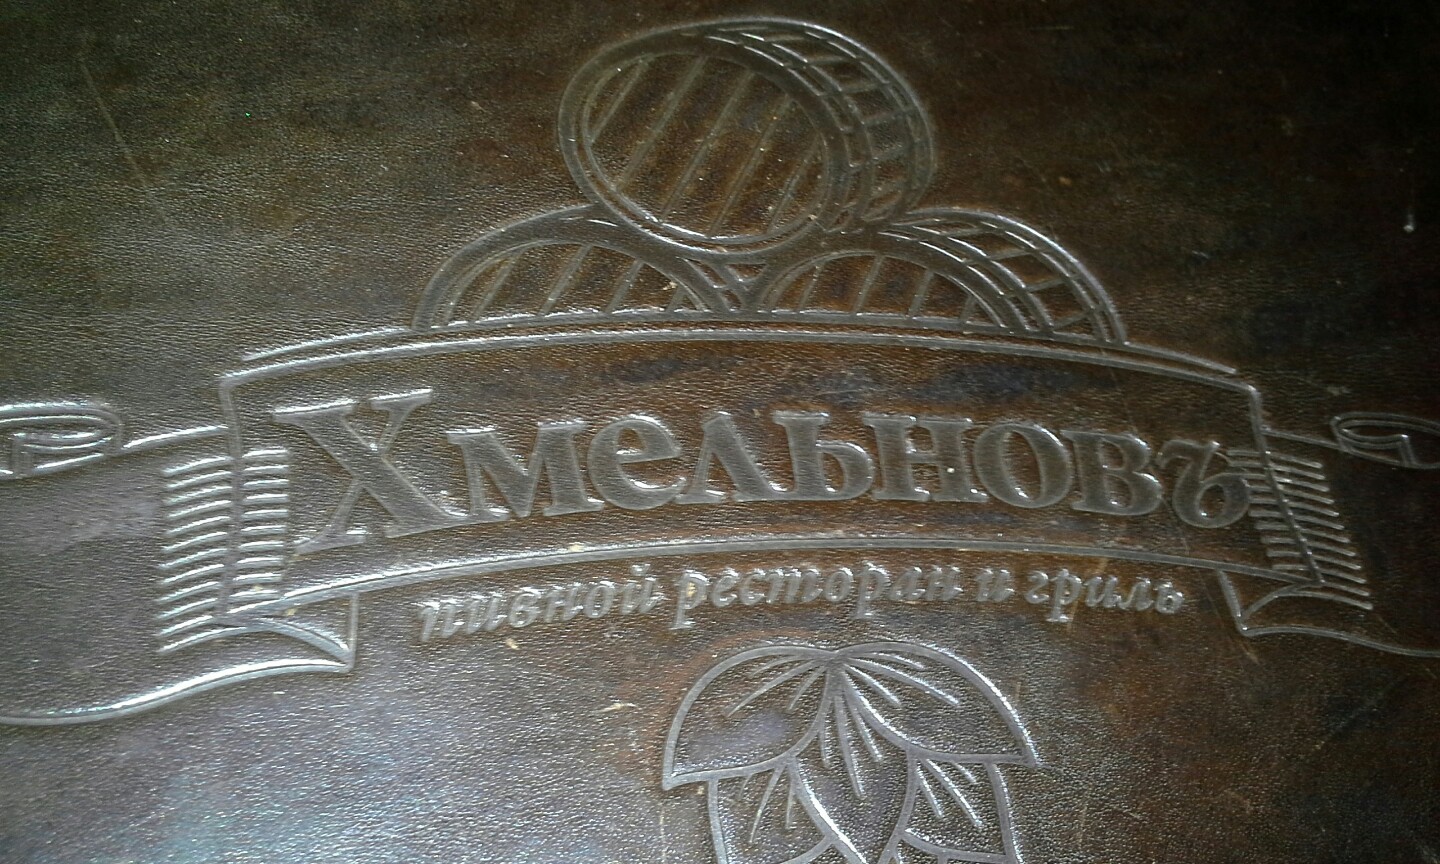 Хмельновъ
пивной ресторан и гриль